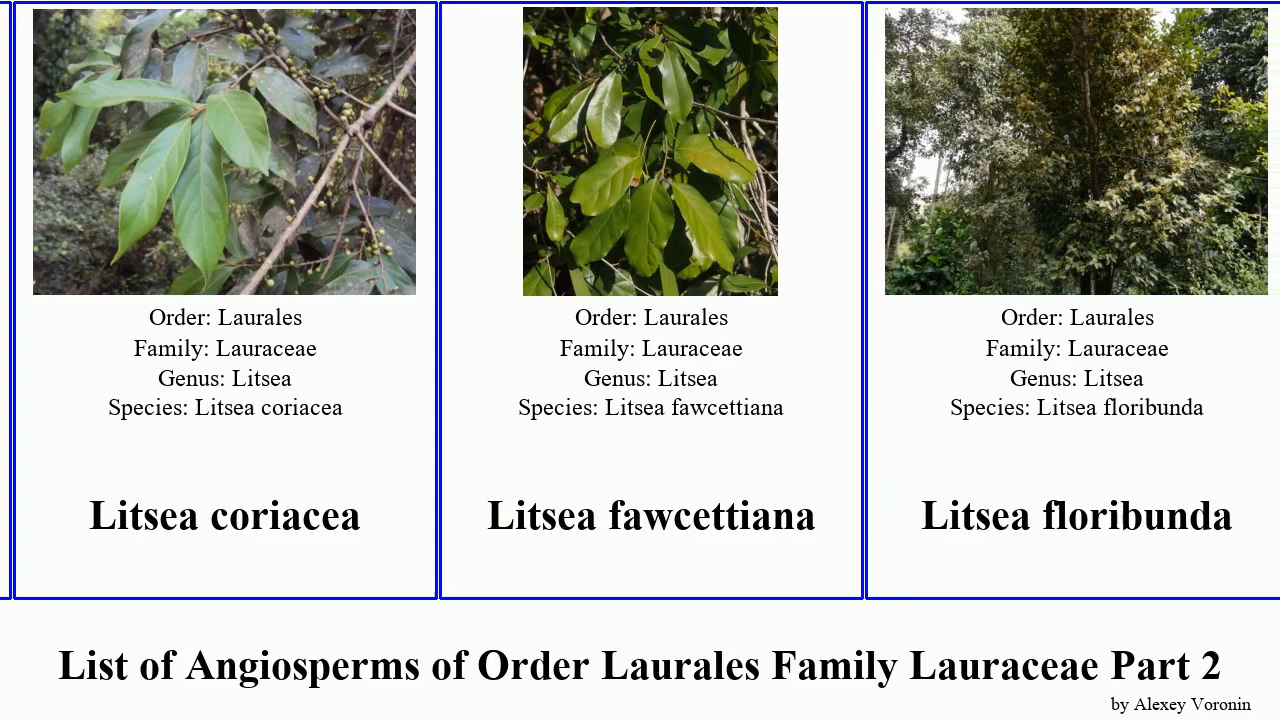 Order: Laurales
Family: Lauraceae
Genus: Litsea
Species: Litsea coriacea
Litsea coriacea
Order: Laurales
Family: Lauraceae
Genus: Litsea
Species: Litsea fawcettiana
Litsea fawcettiana
Order: Laurales
Family: Lauraceae
Genus: Litsea
Species: Litsea floribunda
Litsea floribunda
List of Angiosperms of Order Laurales Family Lauraceae Part 2
by Alexey Voronin